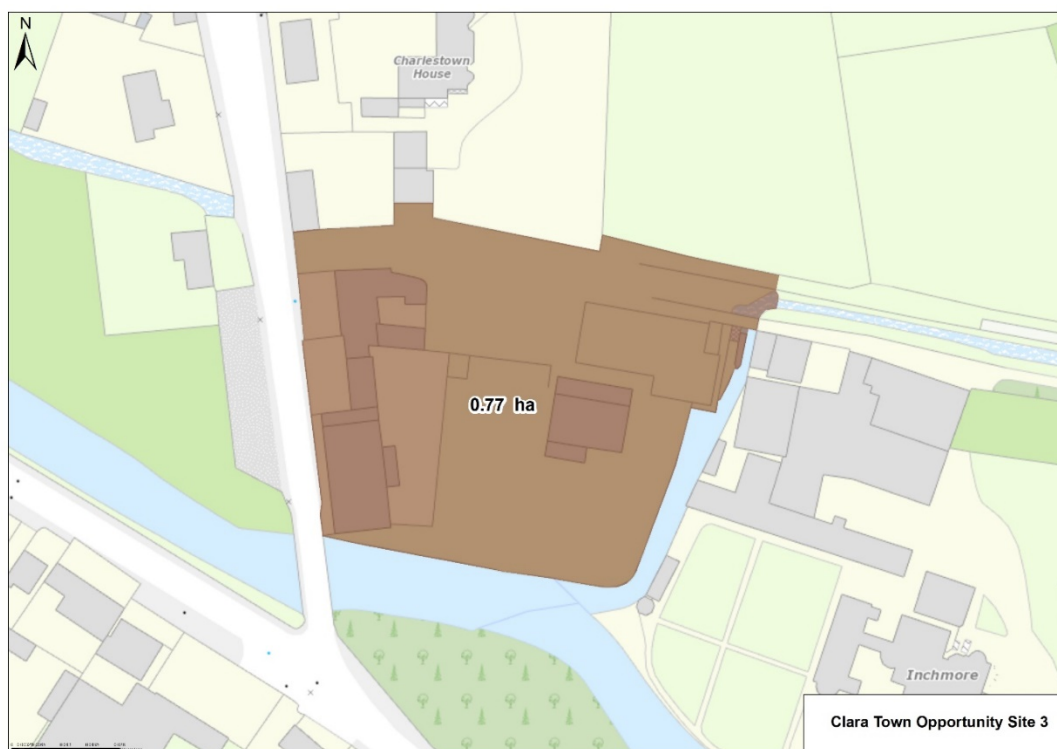 N
Charlestown
House
0.77 ha
Inchmore
Clara Town Opportunity Site 3